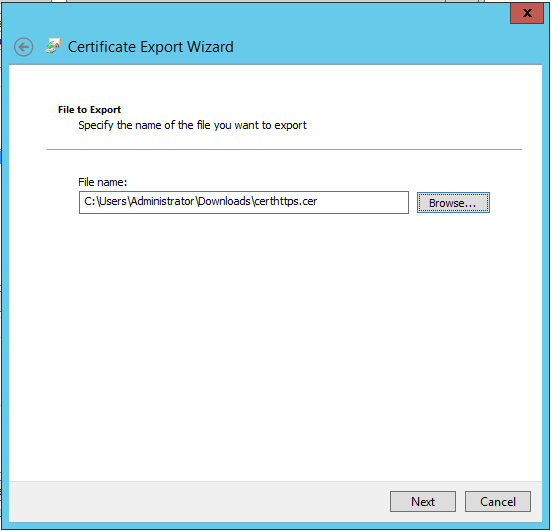 Certificate Export Wizard
File to Export
Specify the name of the file you want to export
File name:
C:\Users\Administrator\Downloads\certhttps.cer
Browse...
Next
Cancel